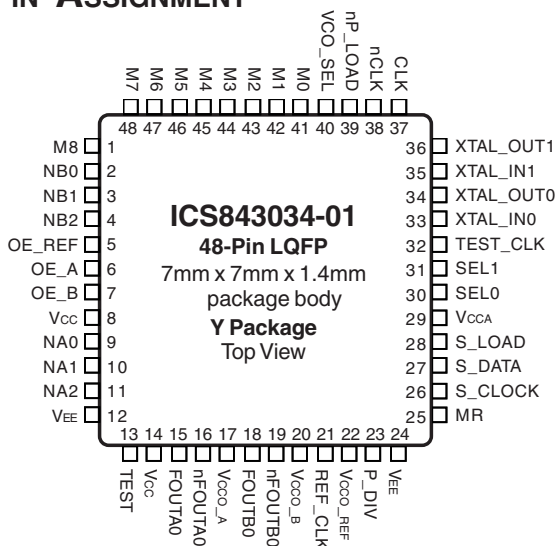 IN ASSIGNMENT
M7 M6 M5 M4 M3 M2 M1 M0 VCO_SEL nP_LOAD nCLK CLK
48 47 46 45 44 43 42 41 40 39 38 37
M8 1
NB0 2
NB1 3
NB2 4
OE_REF 5
OE_A 6
OE_B 7
VCC 8
NA0 9
NA1 10
NA2 11
VEE 12
ICS843034-01
48-Pin LQFP
7mm x 7mm x 1.4mm
package body
Y Package
Top View
36 XTAL_OUT1
35 XTAL_IN1
34 XTAL_OUT0
33 XTAL_IN0
32 TEST_CLK
31 SEL1
30 SEL0
29 VCCA
28 S_LOAD
27 S_DATA
26 S_CLOCK
25 MR
13 14 15 16 17 18 19 20 21 22 23 24
TEST VCC FOUTA0 nFOUTA0 VCCO_A FOUTB0 nFOUTB0 VCCO_B REF_CLK VCCO_REF P_DIV VEE